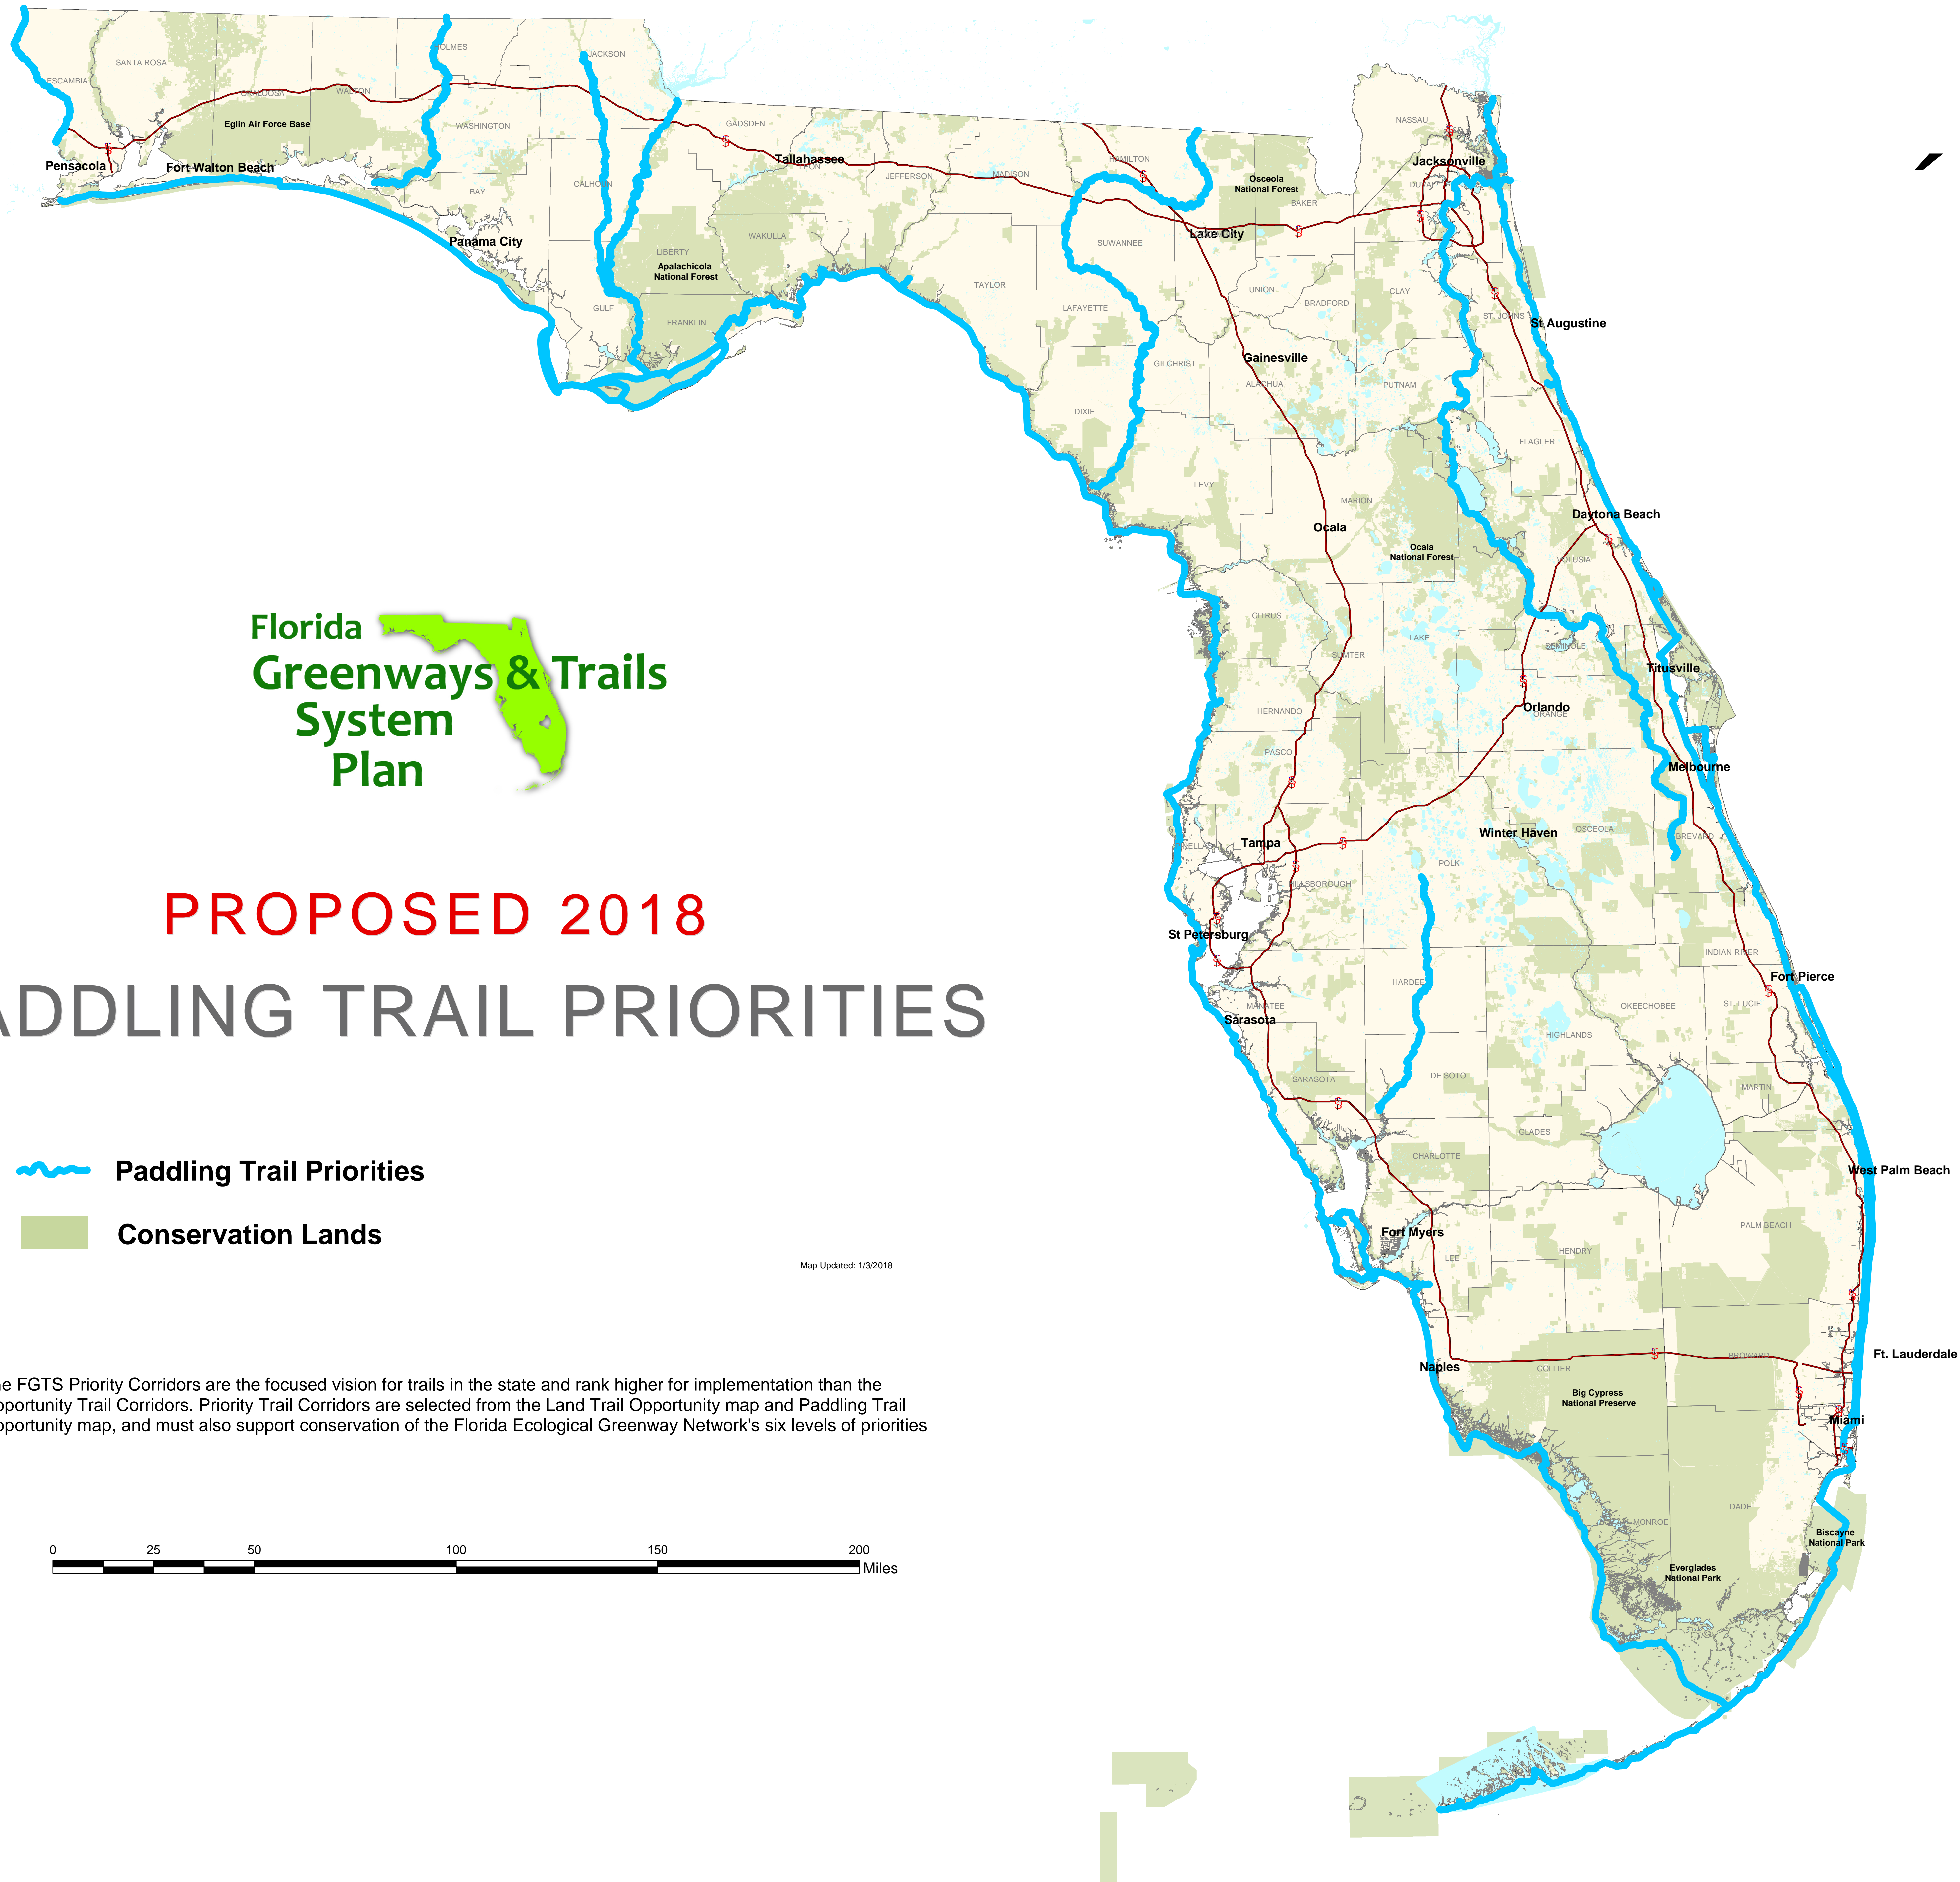 HOLMES
JACKSON
SANTA ROSA
ESCAMBIA
OKALOOSA
WALTON
Eglin Air Force Base
WASHINGTON
GADSDEN
NASSAU
Pensacola
Fort Walton Beach
Tallahassee
LEON
HAMILTON
Jacksonville
JEFFERSON
MADISON
Osceola
National Forest
DUVAL
BAY
CALHOUN
BAKER
Panama City
WAKULLA
SUWANNEE
Lake City
LIBERTY
Apalachicola
National Forest
TAYLOR
UNION
CLAY
BRADFORD
GULF
FRANKLIN
LAFAYETTE
ST. JOHNS
St Augustine
GILCHRIST
Gainesville
ALACHUA
PUTNAM
DIXIE
FLAGLER
LEVY
MARION
Ocala
Daytona Beach
Ocala
National Forest
VOLUSIA
CITRUS
LAKE
SEMINOLE
SUMTER
Titusville
Florida
Greenways & Trails
System
Plan
HERNANDO
Orlando
ORANGE
PASCO
Melbourne
Winter Haven
OSCEOLA
BREVARD
PINELLAS
Tampa
POLK
HILLSBOROUGH
PROPOSED 2018
St Petersburg
INDIAN RIVER
Fort Pierce
HARDEE
ADDLING TRAIL PRIORITIES
MANATEE
Sarasota
OKEECHOBEE
ST. LUCIE
HIGHLANDS
SARASOTA
DE SOTO
MARTIN
GLADES
CHARLOTTE
Paddling Trail Priorities
West Palm Beach
Conservation Lands
Fort Myers
PALM BEACH
LEE
HENDRY
Map Updated: 1/3/2018
Naples
COLLIER
BROWARD
Ft. Lauderdale
Big Cypress
National Preserve
Miami
e FGTS Priority Corridors are the focused vision for trails in the state and rank higher for implementation than the
portunity Trail Corridors. Priority Trail Corridors are selected from the Land Trail Opportunity map and Paddling Trail
portunity map, and must also support conservation of the Florida Ecological Greenway Network's six levels of priorities
DADE
MONROE
Biscayne
National Park
Everglades
National Park
0 25 50 100 150 200
Miles